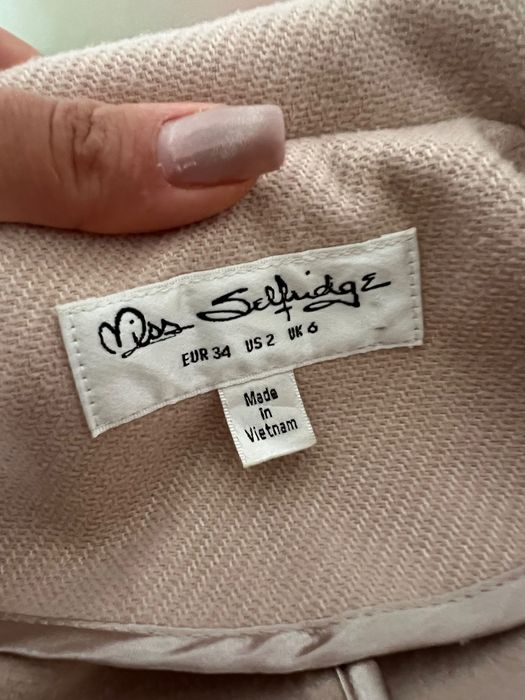 Miss Selfridge
EUR 34 US 2 UK 6
Made
in
Vietnam